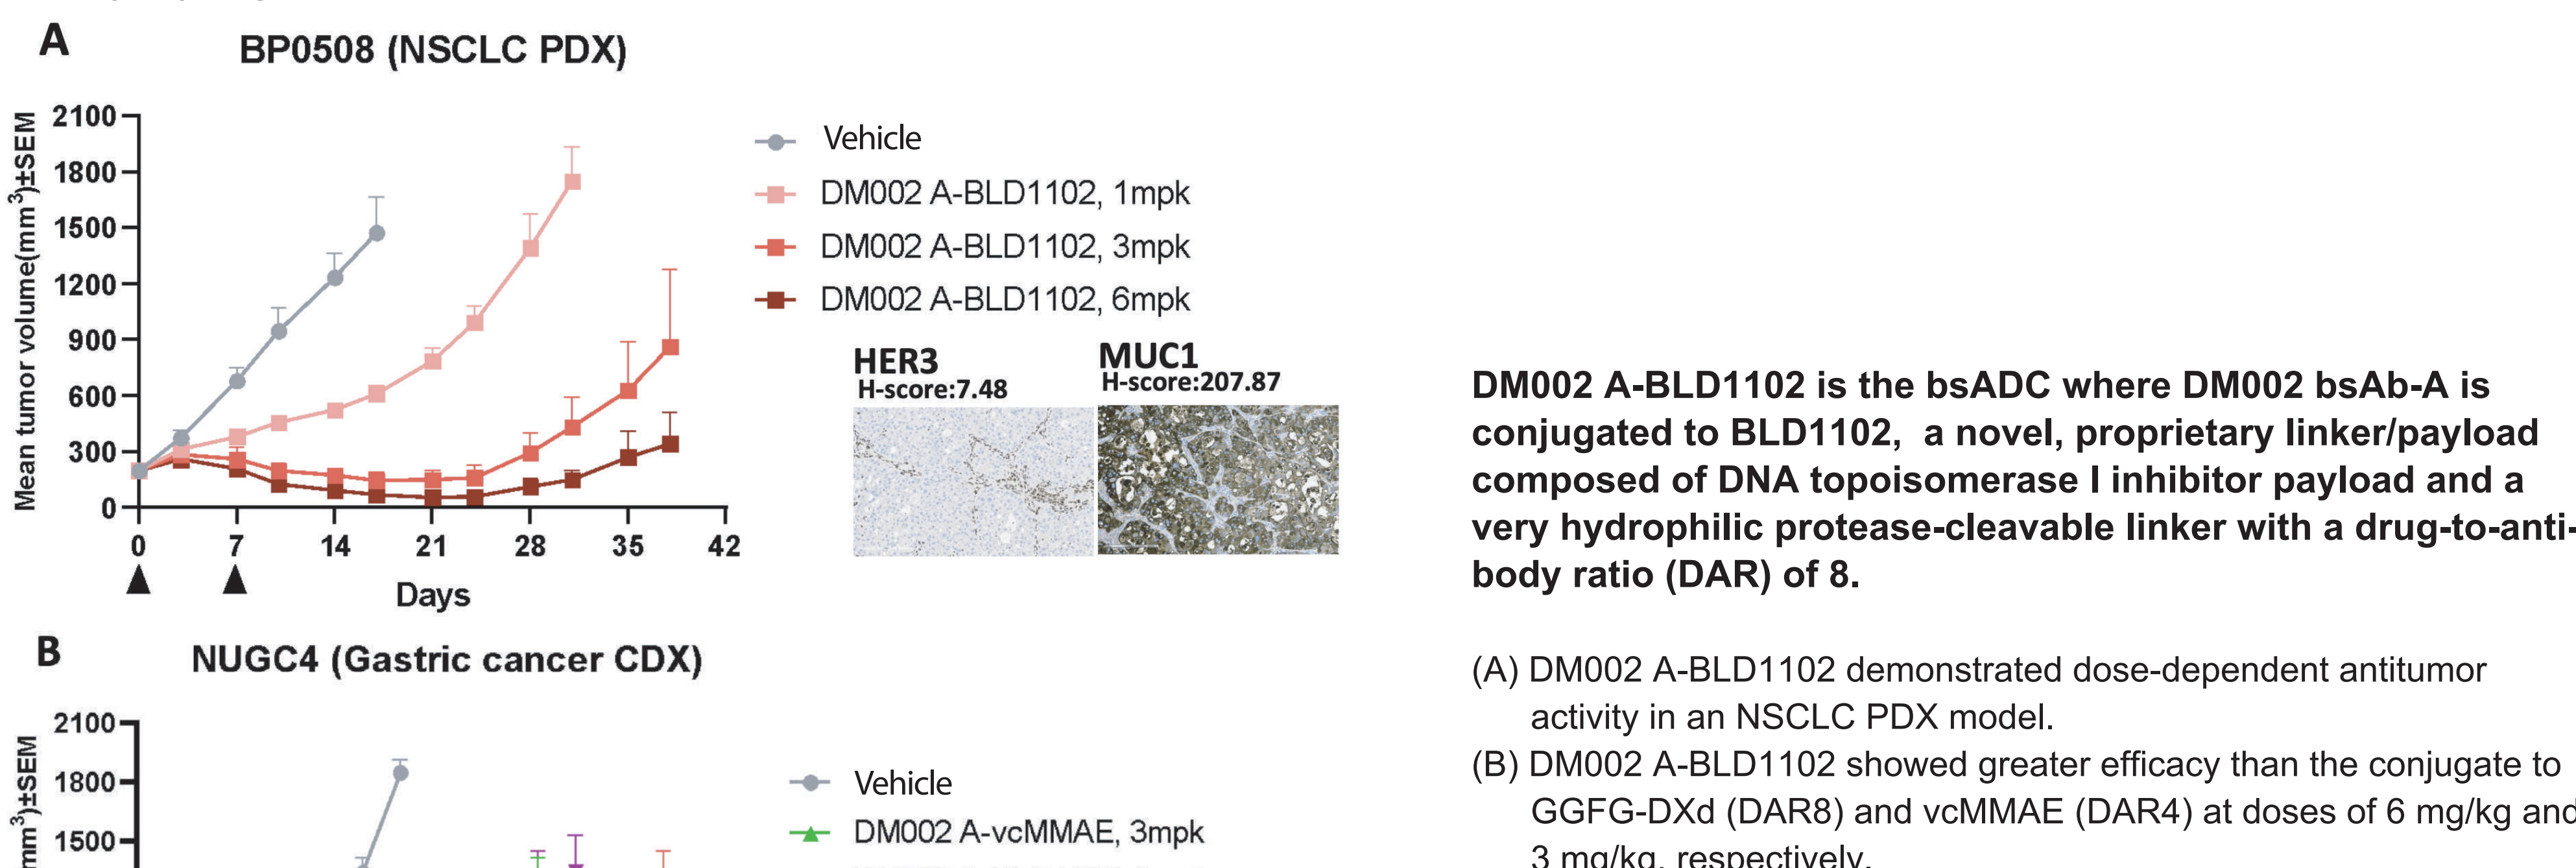 A
BP0508 (NSCLC PDX)
Mean tumor volume(mm³)±SEM
2100
1800
1500
1200
900
600
300
0
0 7 14 21 28 35 42
Days
Vehicle
DM002 A-BLD1102, 1mpk
DM002 A-BLD1102, 3mpk
DM002 A-BLD1102, 6mpk
HER3
H-score:7.48
MUC1
H-score:207.87
DM002 A-BLD1102 is the bsADC where DM002 bsAb-A is
conjugated to BLD1102, a novel, proprietary linker/payload
composed of DNA topoisomerase I inhibitor payload and a
very hydrophilic protease-cleavable linker with a drug-to-anti-
body ratio (DAR) of 8.
(A) DM002 A-BLD1102 demonstrated dose-dependent antitumor
activity in an NSCLC PDX model.
(B) DM002 A-BLD1102 showed greater efficacy than the conjugate to
GGFG-DXd (DAR8) and vcMMAE (DAR4) at doses of 6 mg/kg and
3 mg/kg, respectively.
B
NUGC4 (Gastric cancer CDX)
mm³)±SEM
2100
1800
1500
Vehicle
DM002 A-vcMMAE, 3mpk